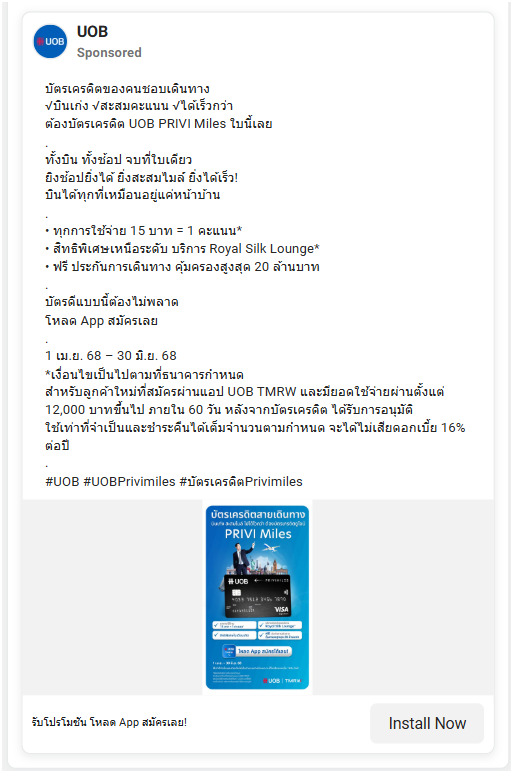 UOB
UOB
Sponsored
บัตรเครดิตของคนชอบเดินทาง
√บินเก่ง √สะสมคะแนน √ได้เร็วกว่า
ต้องบัตรเครดิต UOB PRIVI Miles ใบนี้เลย
.
ทั้งบิน ทั้งช้อป จบที่ใบเดียว
ยิ่งช้อปยิ่งได้ ยิ่งสะสมไมล์ ยิ่งได้เร็ว!
บินได้ทุกที่เหมือนอยู่แค่หน้าบ้าน
.
• ทุกการใช้จ่าย 15 บาท = 1 คะแนน*
• สิทธิพิเศษเหนือระดับ บริการ Royal Silk Lounge*
• ฟรี ประกันการเดินทาง คุ้มครองสูงสุด 20 ล้านบาท
.
บัตรดีแบบนี้ต้องไม่พลาด
โหลด App สมัครเลย
.
1 เม.ย. 68 – 30 มิ.ย. 68
*เงื่อนไขเป็นไปตามที่ธนาคารกำหนด
สำหรับลูกค้าใหม่ที่สมัครผ่านแอป UOB TMRW และมียอดใช้จ่ายผ่านตั้งแต่
12,000 บาทขึ้นไป ภายใน 60 วัน หลังจากบัตรเครดิต ได้รับการอนุมัติ
ใช้เท่าที่จำเป็นและชำระคืนได้เต็มจำนวนตามกำหนด จะได้ไม่เสียดอกเบี้ย 16%
ต่อปี
.
#UOB #UOBPrivimiles #บัตรเครดิตPrivimiles
บัตรเครดิตสายเดินทาง
PRIVI Miles
UOB
VISA
Royal Silk Lounge*
โหลด App สมัครเลย!
UOB | TMRW
รับโปรโมชัน โหลด App สมัครเลย!
Install Now